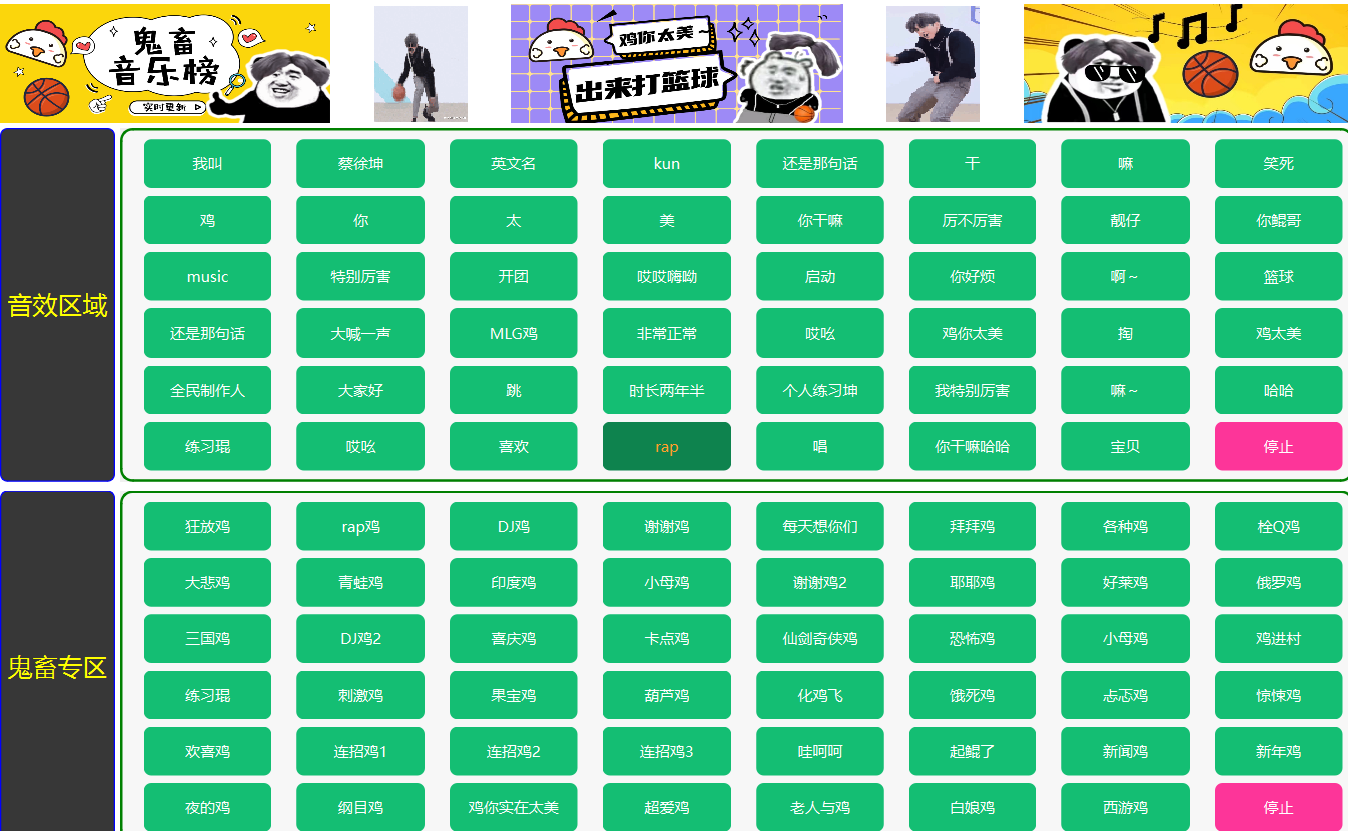 鬼畜
音乐榜
实时更新
鸡你太美~
出来打篮球
音效区域
我叫 蔡徐坤 英文名 kun 还是那句话 干 嘛 笑死
鸡 你 太 美 你干嘛 厉不厉害 靓仔 你鲲哥
music 特别厉害 开团 哎哎嗨呦 启动 你好烦 啊~ 篮球
还是那句话 大喊一声 MLG鸡 非常正常 哎吆 鸡你太美 掏 鸡太美
全民制作人 大家好 跳 时长两年半 个人练习坤 我特别厉害 嘛~ 哈哈
练习琨 哎吆 喜欢 rap 唱 你干嘛哈哈 宝贝 停止
鬼畜专区
狂放鸡 rap鸡 DJ鸡 谢谢鸡 每天想你们 拜拜鸡 各种鸡 栓Q鸡
大悲鸡 青蛙鸡 印度鸡 小母鸡 谢谢鸡2 耶耶鸡 好莱鸡 俄罗鸡
三国鸡 DJ鸡2 喜庆鸡 卡点鸡 仙剑奇侠鸡 恐怖鸡 小母鸡 鸡进村
练习琨 刺激鸡 果宝鸡 葫芦鸡 化鸡飞 饿死鸡 忐忑鸡 惊悚鸡
欢喜鸡 连招鸡1 连招鸡2 连招鸡3 哇呵呵 起鲲了 新闻鸡 新年鸡
夜的鸡 纲目鸡 鸡你实在太美 超爱鸡 老人与鸡 白娘鸡 西游鸡 停止